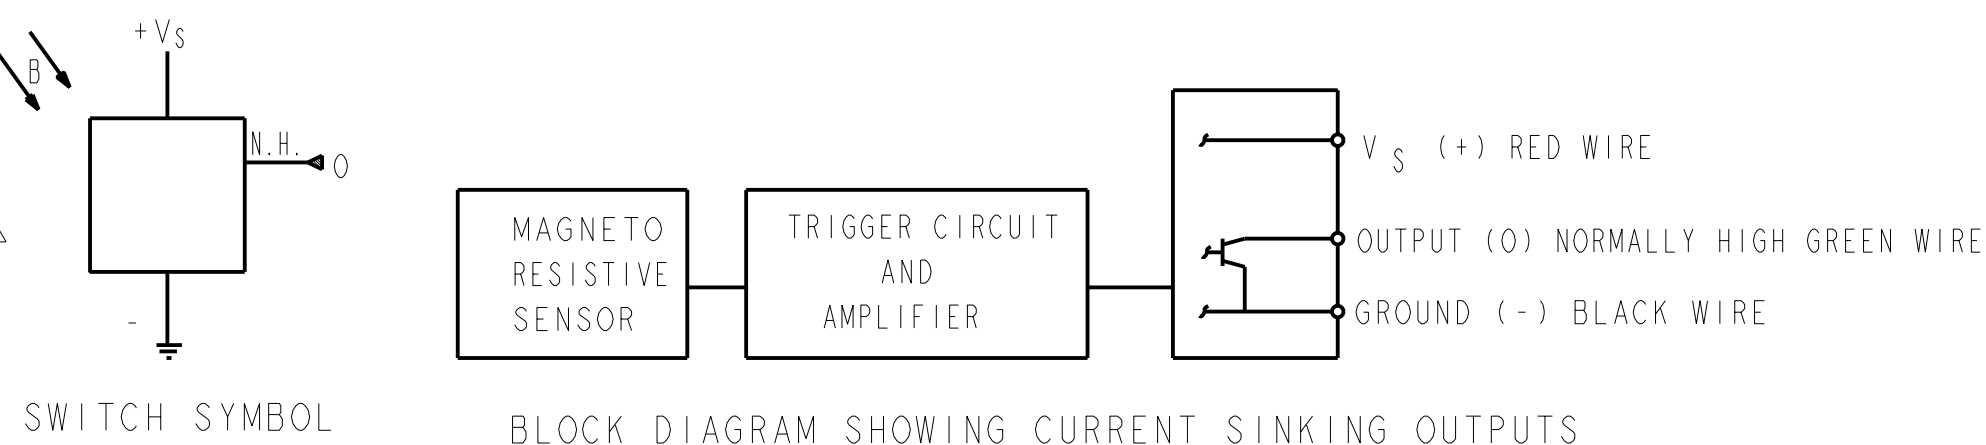 +VS
B
N.H.
O
-
SWITCH SYMBOL
MAGNETO
RESISTIVE
SENSOR
TRIGGER CIRCUIT
AND
AMPLIFIER
VS (+) RED WIRE
OUTPUT (O) NORMALLY HIGH GREEN WIRE
GROUND (-) BLACK WIRE
BLOCK DIAGRAM SHOWING CURRENT SINKING OUTPUTS